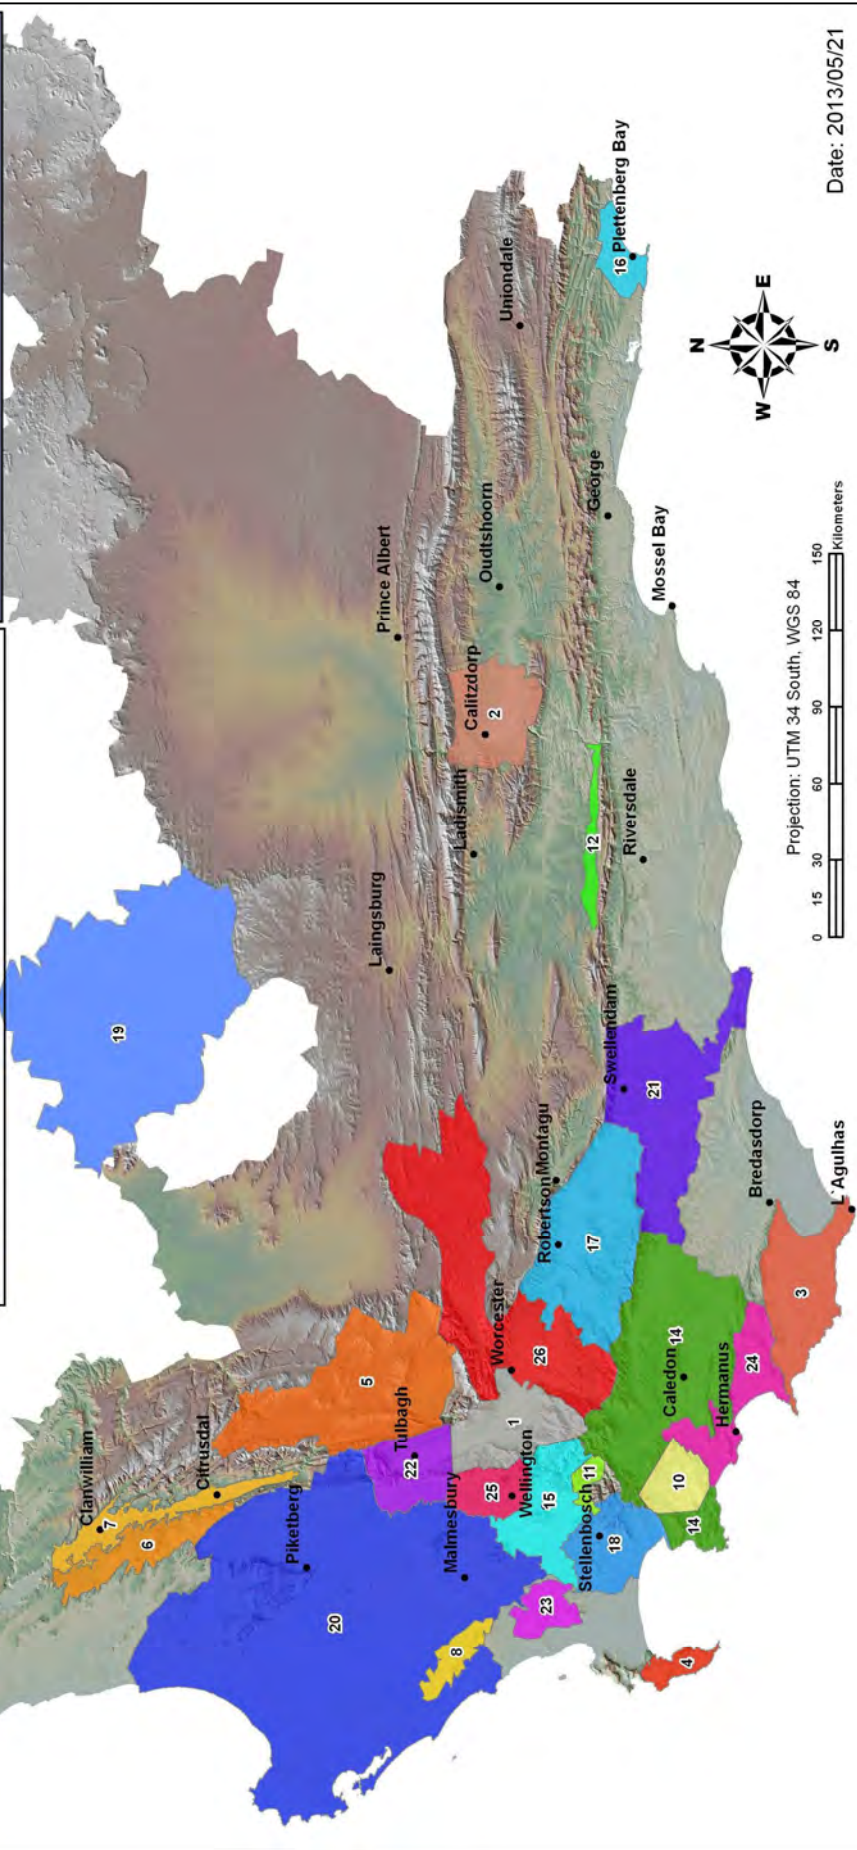 19
Clanwilliam
7
6
Citrusdal
5
Piketberg
20
Tulbagh
22
Malmesbury
8
25
Wellington
1
Worcester
26
15
11
Stellenbosch
18
23
4
14
10
Hermanus
Caledon
14
24
3
L`Agulhas
Bredasdorp
17
Robertson
Montagu
21
Swellendam
Laingsburg
Ladismith
Calitzdorp
2
12
Riversdale
Prince Albert
Oudtshoorn
George
Mossel Bay
Uniondale
16
Plettenberg Bay
N
W
E
S
Projection: UTM 34 South, WGS 84
0 15 30 60 90 120 150
Kilometers
Date: 2013/05/21